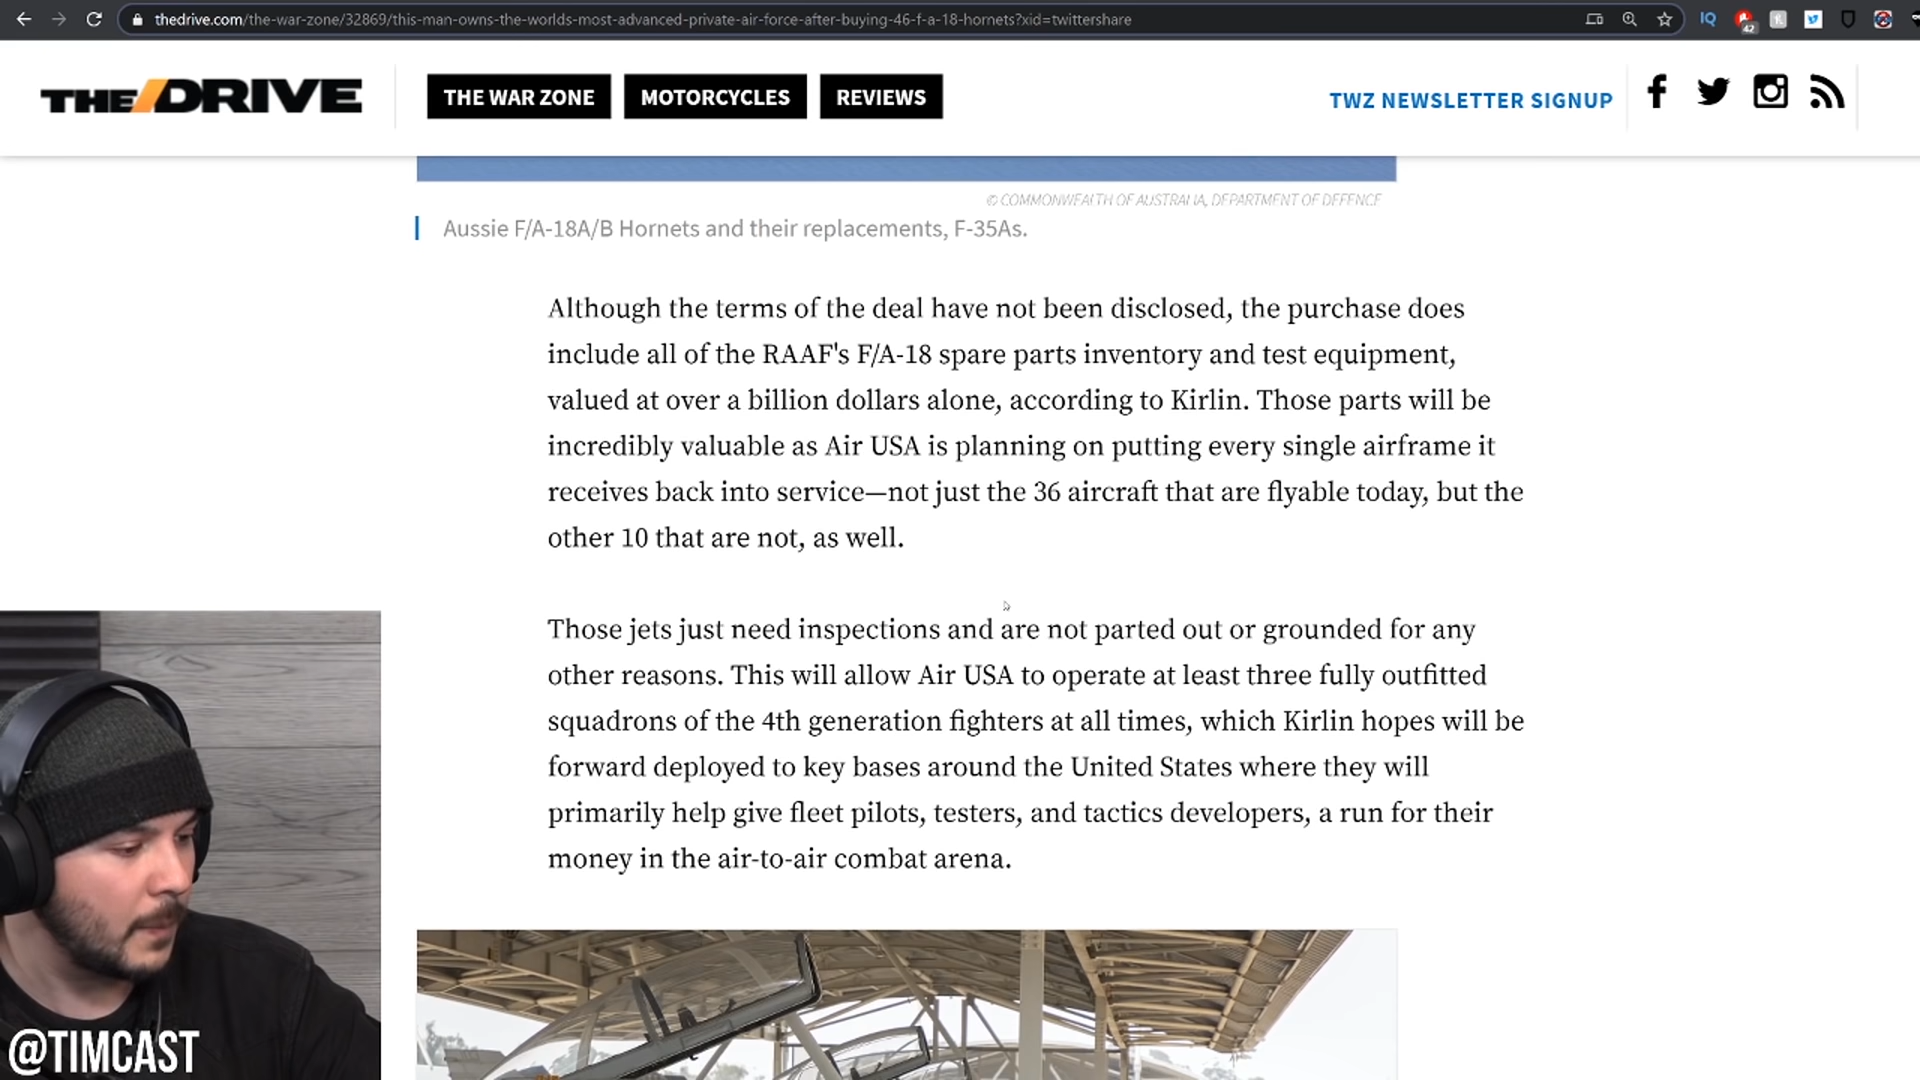 thedrive.com/the-war-zone/32869/this-man-owns-the-worlds-most-advanced-private-air-force-after-buying-46-f-a-18-hornets?xid=twittershare
IQ
42
THE DRIVE
THE WAR ZONE
MOTORCYCLES
REVIEWS
TWZ NEWSLETTER SIGNUP
© COMMONWEALTH OF AUSTRALIA, DEPARTMENT OF DEFENCE
Aussie F/A-18A/B Hornets and their replacements, F-35As.
Although the terms of the deal have not been disclosed, the purchase does
include all of the RAAF's F/A-18 spare parts inventory and test equipment,
valued at over a billion dollars alone, according to Kirlin. Those parts will be
incredibly valuable as Air USA is planning on putting every single airframe it
receives back into service—not just the 36 aircraft that are flyable today, but the
other 10 that are not, as well.
Those jets just need inspections and are not parted out or grounded for any
other reasons. This will allow Air USA to operate at least three fully outfitted
squadrons of the 4th generation fighters at all times, which Kirlin hopes will be
forward deployed to key bases around the United States where they will
primarily help give fleet pilots, testers, and tactics developers, a run for their
money in the air-to-air combat arena.
@TIMCAST